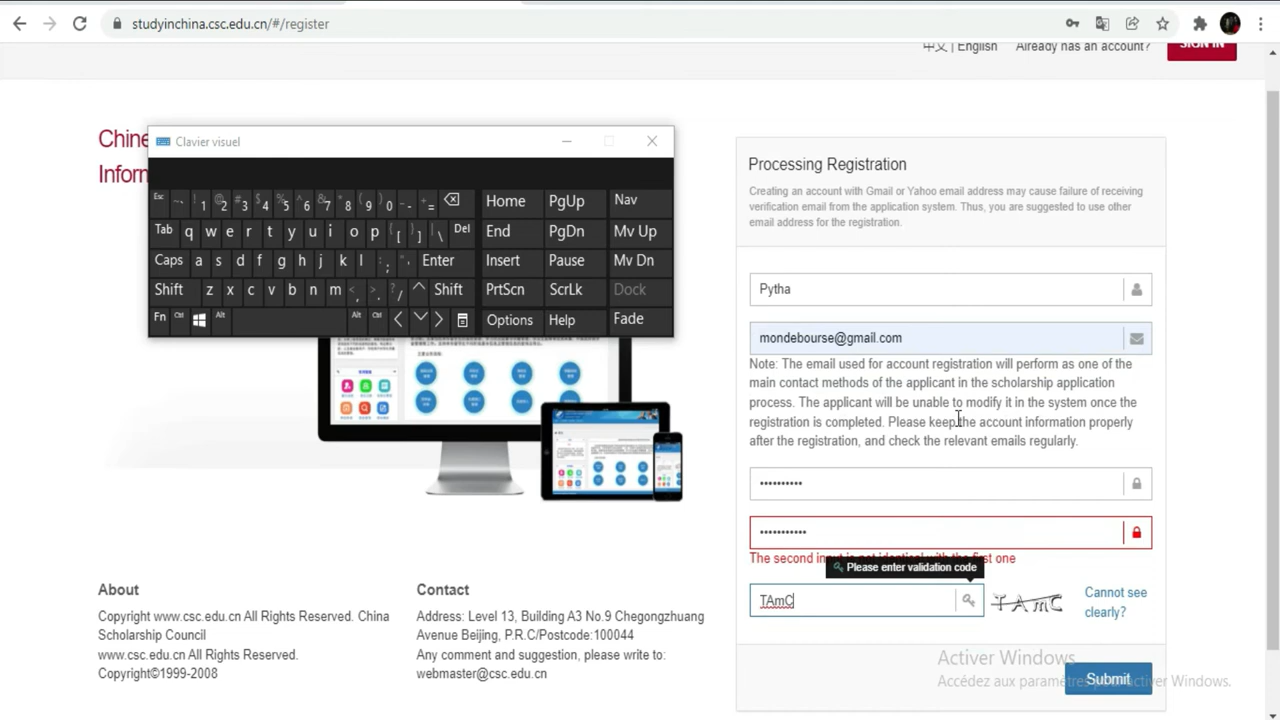 studyinchina.csc.edu.cn/#/register
中文 | English Already has an account? SIGN IN
Chine
Inform
Clavier visuel
Esc ~ ` ! 1 @ 2 # 3 $ 4 % 5 ^ 6 & 7 * 8 ( 9 ) 0 _ - + = Home PgUp Nav
Tab q w e r t y u i o p { [ } ] | \ Del End PgDn Mv Up
Caps a s d f g h j k l : ; " ' Enter Insert Pause Mv Dn
Shift z x c v b n m < , > . ? / Shift PrtScn ScrLk Dock
Fn Ctrl Alt Alt Ctrl Options Help Fade
Processing Registration
Creating an account with Gmail or Yahoo email address may cause failure of receiving
verification email from the application system. Thus, you are suggested to use other
email address for the registration.
Pytha
mondebourse@gmail.com
Note: The email used for account registration will perform as one of the
main contact methods of the applicant in the scholarship application
process. The applicant will be unable to modify it in the system once the
registration is completed. Please keep the account information properly
after the registration, and check the relevant emails regularly.
••••••••••
•••••••••••
The second input is not identical with the first one
Please enter validation code
TAmC
TAmC
Cannot see
clearly?
Submit
About
Copyright www.csc.edu.cn All Rights Reserved. China
Scholarship Council
www.csc.edu.cn All Rights Reserved.
Copyright©1999-2008
Contact
Address: Level 13, Building A3 No.9 Chegongzhuang
Avenue Beijing, P.R.C/Postcode:100044
Any comment and suggestion, please write to:
webmaster@csc.edu.cn
Activer Windows
Accédez aux paramètres pour activer Windows.